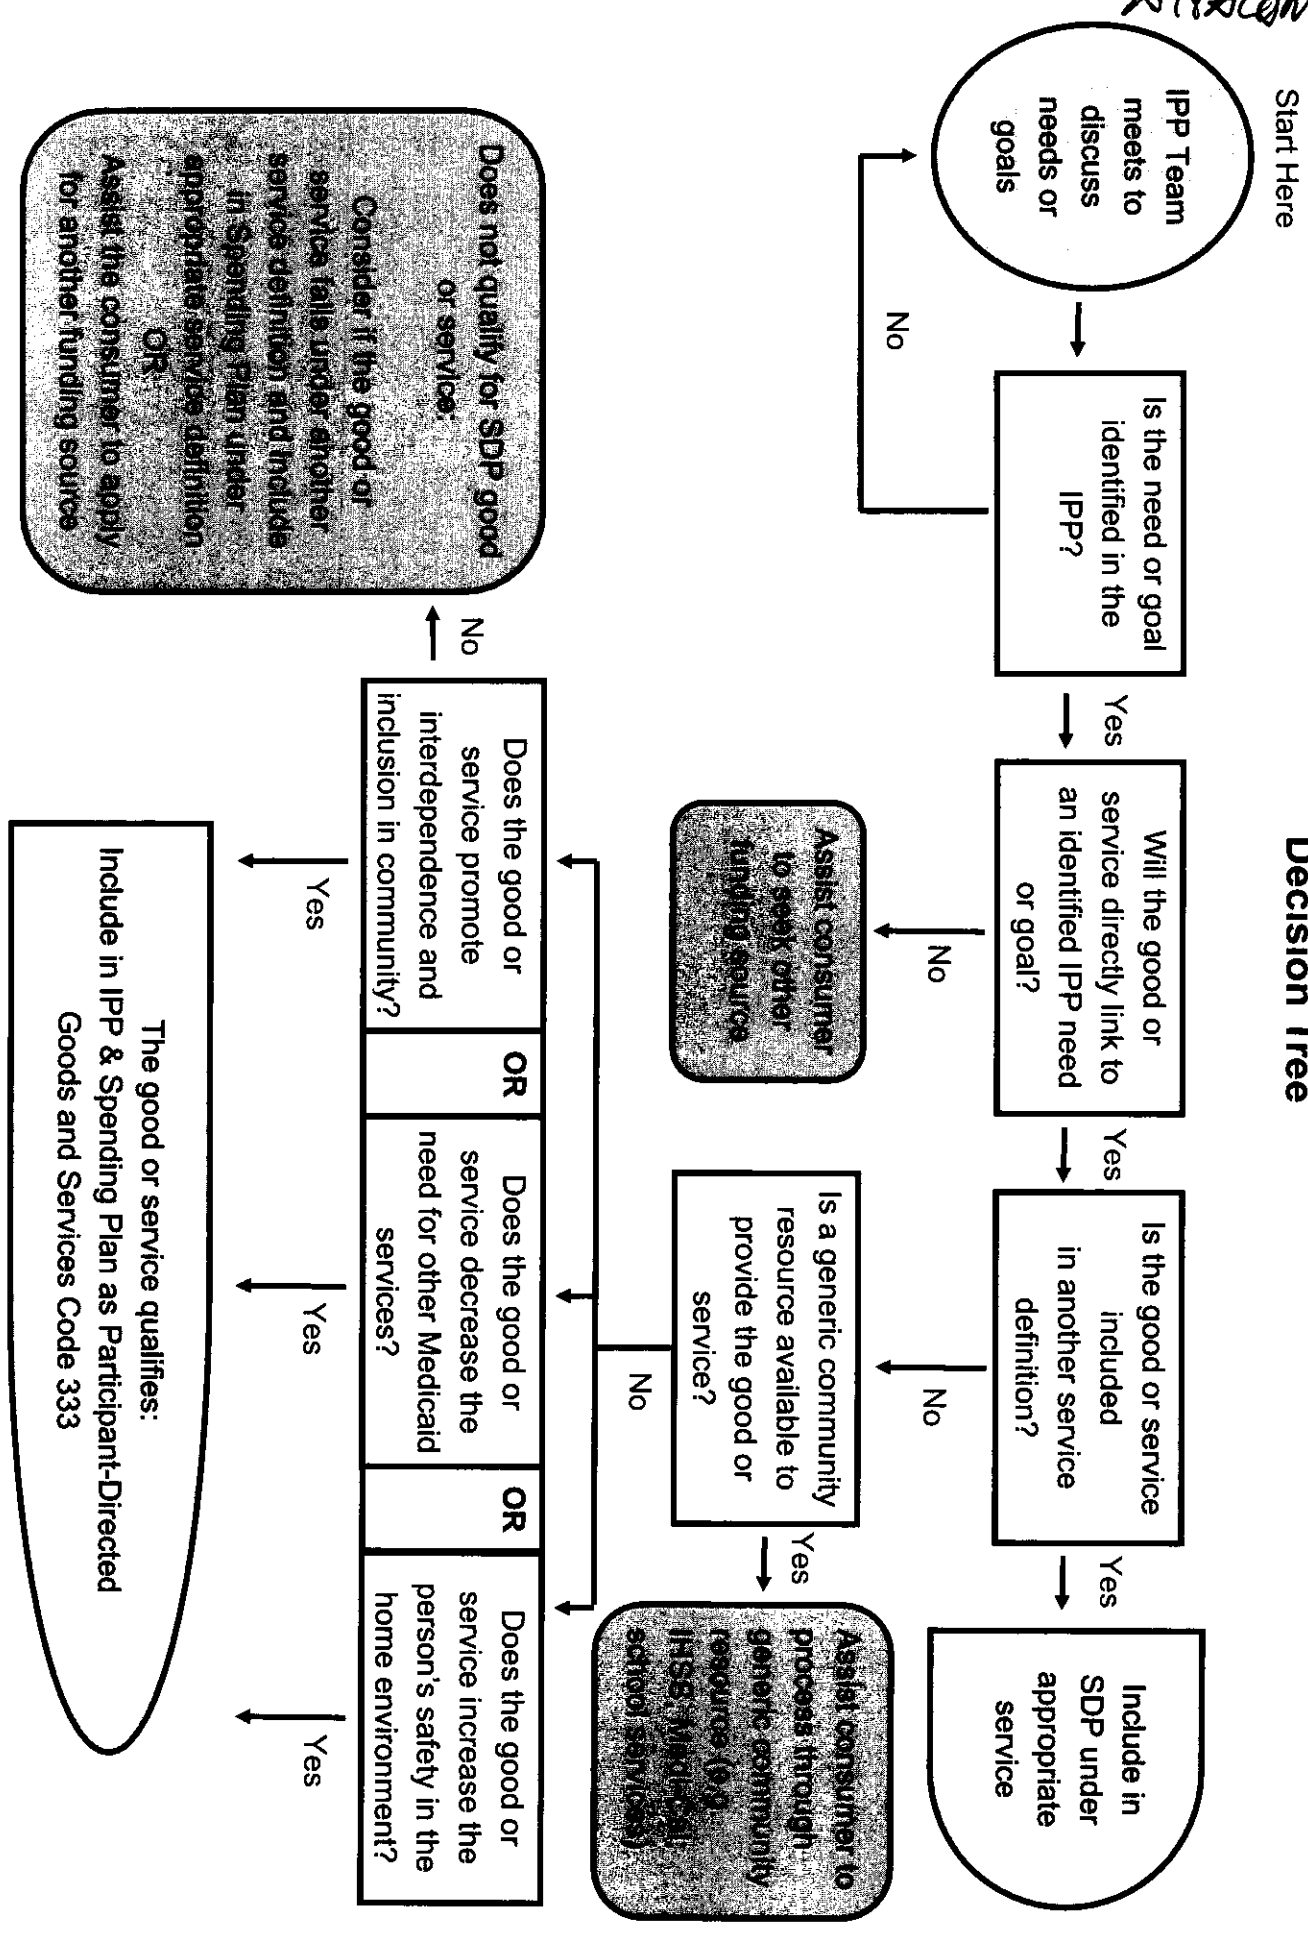 Decision Tree
Start Here
IPP Team
meets to
discuss
needs or
goals
No
Is the need or goal
identified in the
IPP?
Yes
Will the good or
service directly link to
an identified IPP need
or goal?
No
Assist consumer
to seek other
funding source
Yes
Is the good or service
included
in another service
definition?
Yes
Include in
SDP under
appropriate
service
No
Is a generic community
resource available to
provide the good or
service?
Yes
Assist consumer to
process through
generic community
resource (e.g.
IHSS, Medi-Cal,
school services)
No
Does the good or
service promote
interdependence and
inclusion in community?
OR
Does the good or
service decrease the
need for other Medicaid
services?
OR
Does the good or
service increase the
person's safety in the
home environment?
No
Does not qualify for SDP good
or service;
Consider if the good or
service falls under another
service definition and include
in Spending Plan under
appropriate service definition
OR
Assist the consumer to apply
for another funding source
Yes
Yes
Yes
The good or service qualifies:
Include in IPP & Spending Plan as Participant-Directed
Goods and Services Code 333